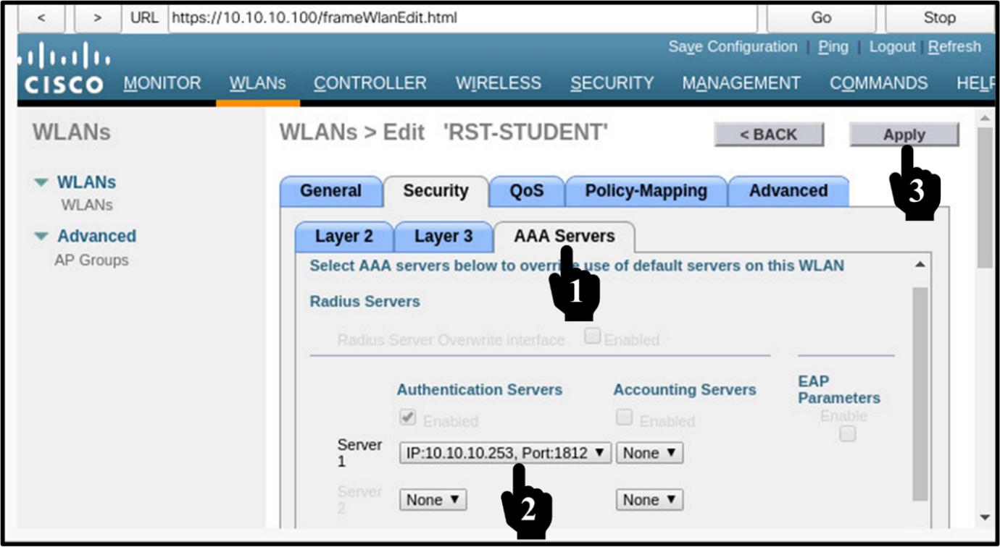 < > URL https://10.10.10.100/frameWlanEdit.html Go Stop
Save Configuration | Ping | Logout | Refresh
CISCO MONITOR WLANs CONTROLLER WIRELESS SECURITY MANAGEMENT COMMANDS HELP
WLANs
WLANs
WLANs
Advanced
AP Groups
WLANs > Edit 'RST-STUDENT' < BACK Apply
3
General Security QoS Policy-Mapping Advanced
Layer 2 Layer 3 AAA Servers
Select AAA servers below to override use of default servers on this WLAN
1
Radius Servers
Radius Server Overwrite interface Enabled
Authentication Servers Accounting Servers EAP
Parameters
Enabled Enabled Enable
Server
1
IP:10.10.10.253, Port:1812 None
Server
2
None None
2